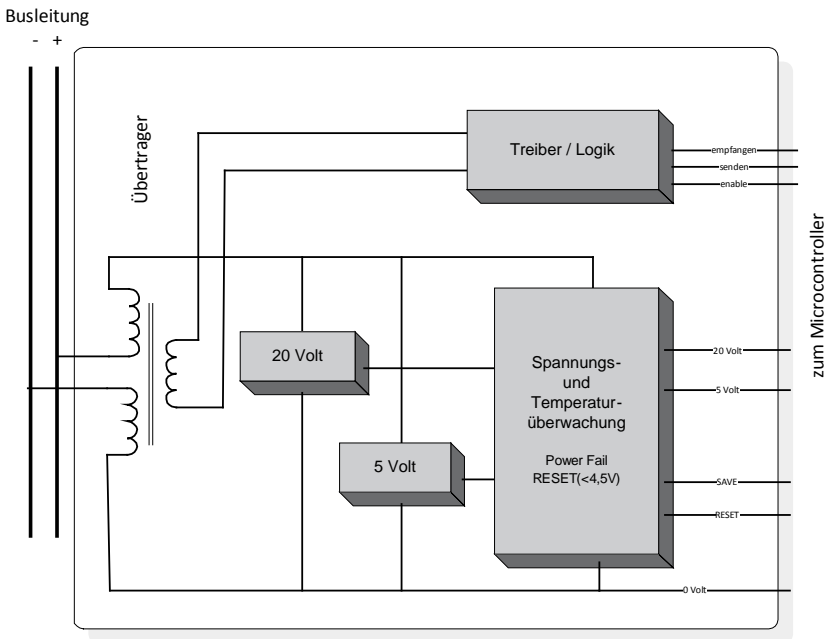 Busleitung
- +
Übertrager
Treiber / Logik
empfangen
senden
enable
zum Microcontroller
20 Volt
5 Volt
Spannungs-
und
Temperatur-
überwachung
Power Fail
RESET(<4,5V)
20 Volt
5 Volt
SAVE
RESET
0 Volt